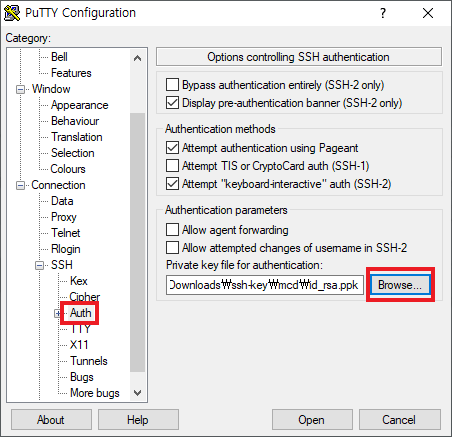 PuTTY Configuration
?
Category:
Bell
Features
Window
Appearance
Behaviour
Translation
Selection
Colours
Connection
Data
Proxy
Telnet
Rlogin
SSH
Kex
Cipher
Auth
TTY
X11
Tunnels
Bugs
More bugs
Options controlling SSH authentication
Bypass authentication entirely (SSH-2 only)
Display pre-authentication banner (SSH-2 only)
Authentication methods
Attempt authentication using Pageant
Attempt TIS or CryptoCard auth (SSH-1)
Attempt "keyboard-interactive" auth (SSH-2)
Authentication parameters
Allow agent forwarding
Allow attempted changes of username in SSH-2
Private key file for authentication:
Downloads₩ssh-key₩mcd₩id_rsa.ppk Browse...
About Help Open Cancel